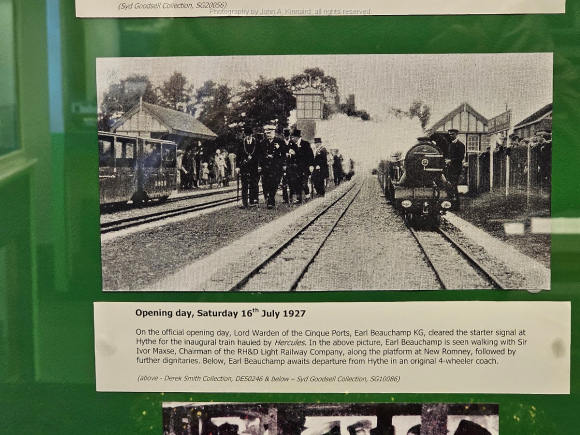 (Syd Goodsell Collection, SG20056)
Photography by John A. Kinnaird, all rights reserved.
Opening day, Saturday 16th July 1927
On the official opening day, Lord Warden of the Cinque Ports, Earl Beauchamp KG, cleared the starter signal at
Hythe for the inaugural train hauled by Hercules. In the above picture, Earl Beauchamp is seen walking with Sir
Ivor Maxse, Chairman of the RH&D Light Railway Company, along the platform at New Romney, followed by
further dignitaries. Below, Earl Beauchamp awaits departure from Hythe in an original 4-wheeler coach.
(above - Derek Smith Collection, DES0246 & below – Syd Goodsell Collection, SG10086)